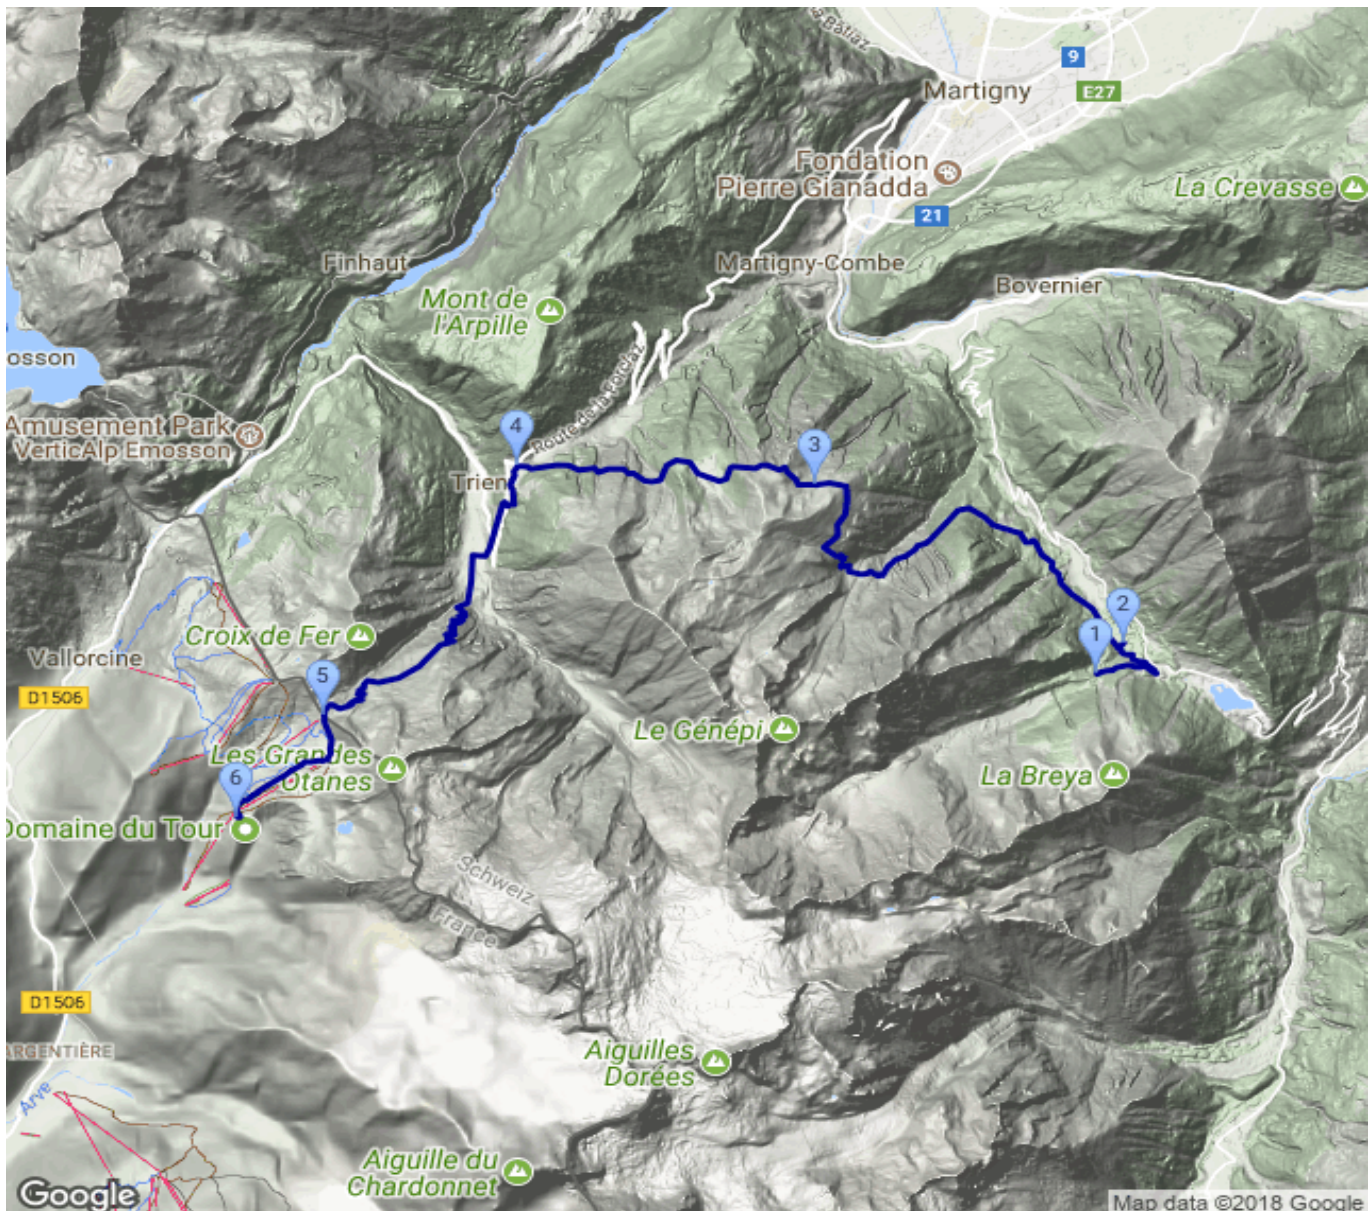 la Bâtiaz
9
Martigny
E27
Fondation
Pierre Gianadda
La Crevasse
21
Finhaut
Martigny-Combe
Bovernier
Mont de
l'Arpille
osson
Route de la Forclaz
Amusement Park
VerticAlp Emosson
4
3
Trien
2
1
Croix de Fer
Vallorcine
5
D1506
Le Génépi
Les Grandes
Otanes
La Breya
6
Domaine du Tour
Schweiz
France
D1506
ARGENTIÈRE
Aiguilles
Dorées
Arve
Aiguille du
Chardonnet
Google
Map data ©2018 Google